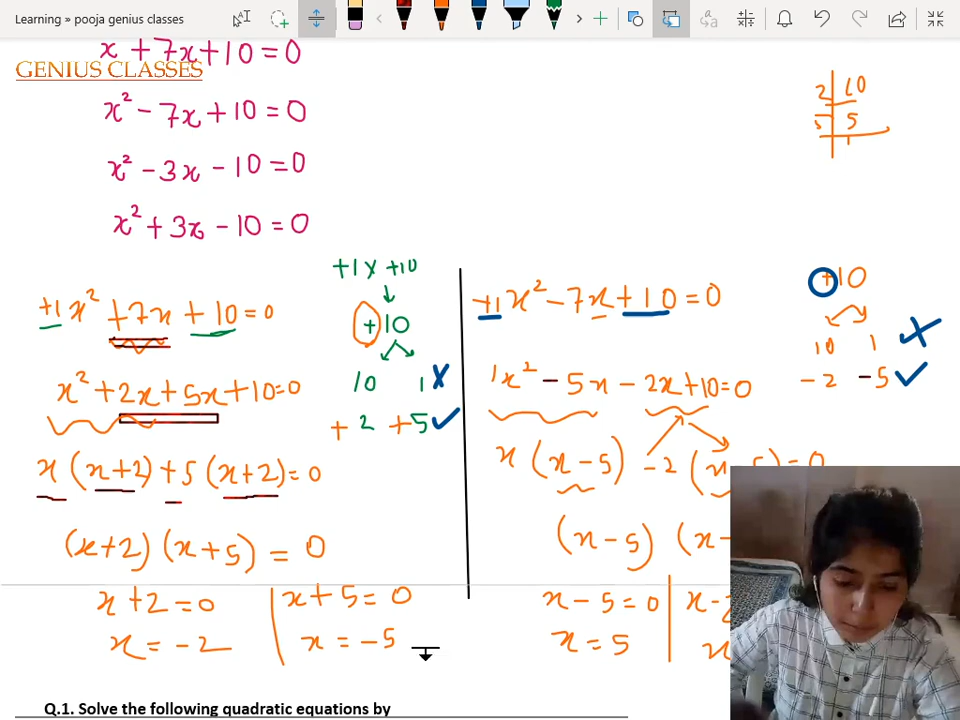 Learning » pooja genius classes
x + 7x + 10 = 0
GENIUS CLASSES
x² - 7x + 10 = 0
x² - 3x - 10 = 0
x² + 3x - 10 = 0
2 | 10
5 | 5
1
+1 x +10
+10
10 1 ✗
+2 +5 ✓
+1x² + 7x + 10 = 0
x² + 2x + 5x + 10 = 0
x (x+2) + 5 (x+2) = 0
(x+2) (x+5) = 0
x + 2 = 0 | x + 5 = 0
x = -2 | x = -5
+1x² - 7x + 10 = 0
+10
10 1 ✗
-2 -5 ✓
1x² - 5x - 2x + 10 = 0
x (x-5) -2 (x-5) = 0
(x-5) (x-
x - 5 = 0 | x-2
x = 5 | x
Q.1. Solve the following quadratic equations by